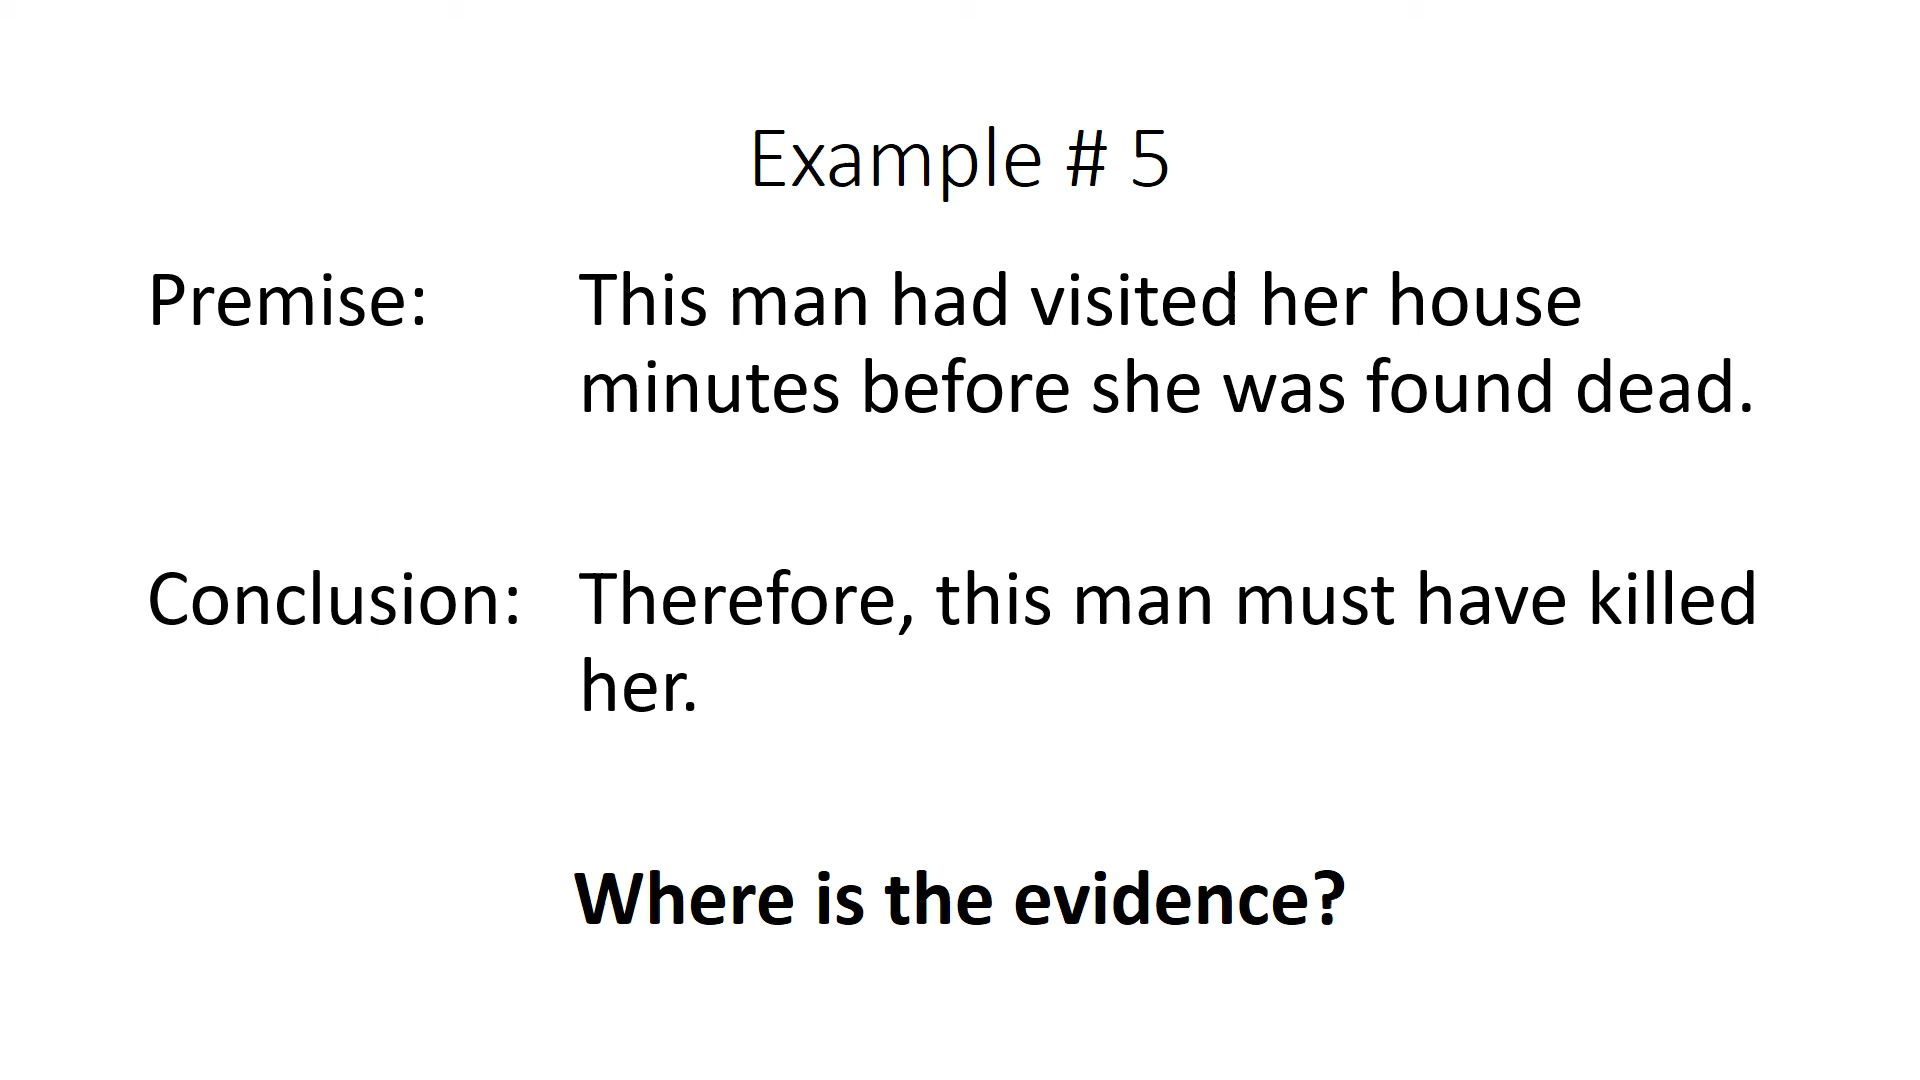 Example # 5
Premise: This man had visited her house
minutes before she was found dead.
Conclusion: Therefore, this man must have killed
her.
Where is the evidence?